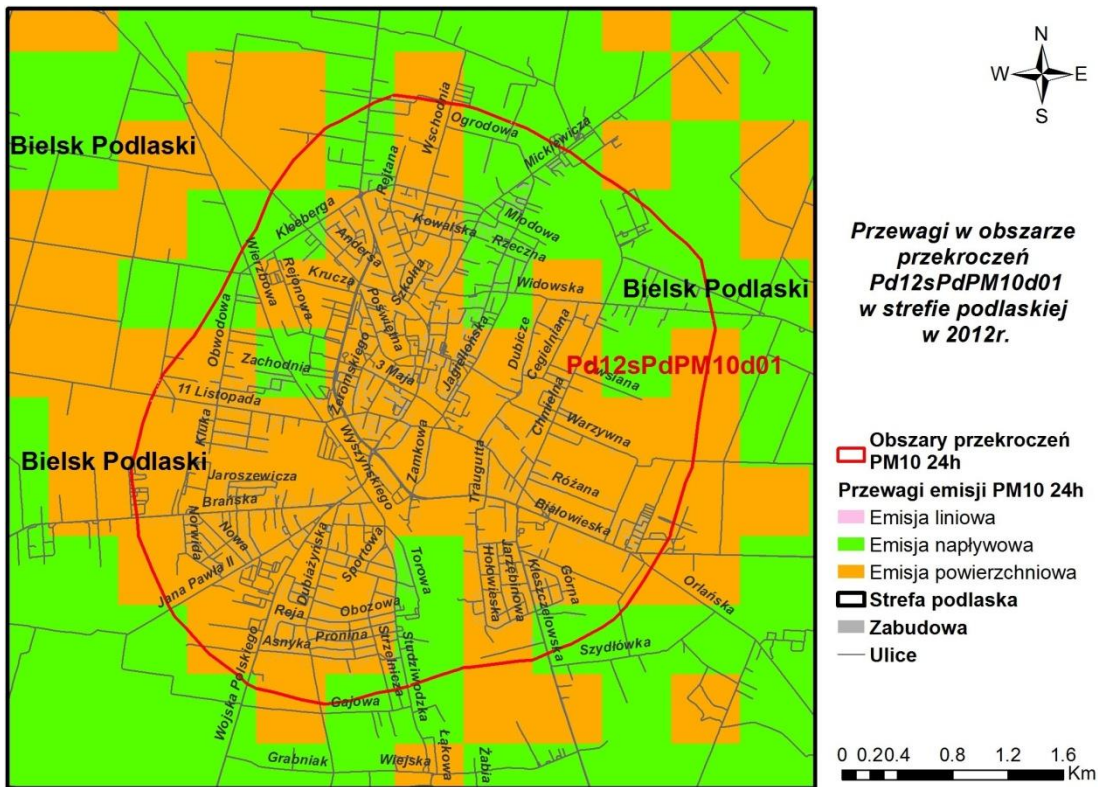 N
W E
S
Przewagi w obszarze
przekroczeń
Pd12sPdPM10d01
w strefie podlaskiej
w 2012r.
Obszary przekroczeń
PM10 24h
Przewagi emisji PM10 24h
Emisja liniowa
Emisja napływowa
Emisja powierzchniowa
Strefa podlaska
Zabudowa
Ulice
0 0.20.4 0.8 1.2 1.6
Km
Bielsk Podlaski
Bielsk Podlaski
Bielsk Podlaski
Pd12sPdPM10d01
Wschodnia
Ogrodowa
Mickiewicza
Rejtana
Kleeberga
Kowalska
Młodowa
Rzeczna
Andersa
Wierzbowa
Rejonowa
Krucza
Szkolna
Poświętna
Widowska
Obwodowa
Zachodnia
Żeromskiego
3 Maja
Jagiellońska
Dubicze
Cegielniana
Wsiana
Chmielna
11 Listopada
Kluka
Wyszyńskiego
Zamkowa
Warzywna
Traugutta
Jaroszewicza
Brańska
Różana
Białowieska
Norwida
Nowa
Jana Pawła II
Dubiażyńska
Sportowa
Torowa
Hołowieska
Jarzębinowa
Kleszczelowska
Górna
Orlańska
Reja
Obozowa
Asnyka
Pronina
Strzelnicza
Studziwodzka
Szydłówka
Wojska Polskiego
Gajowa
Grabniak
Wiejska
Łąkowa
Żabia